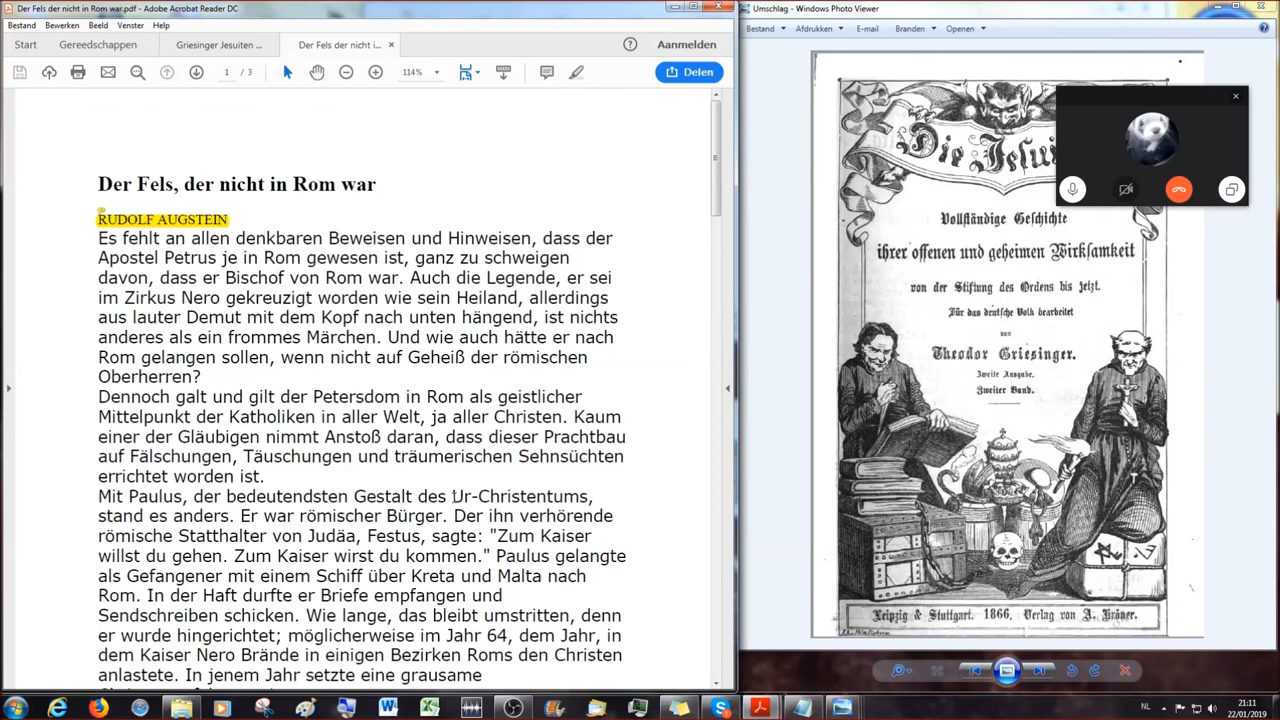 Der Fels der nicht in Rom war.pdf - Adobe Acrobat Reader DC
Bestand Bewerken Beeld Venster Help
Start Gereedschappen Griesinger Jesuiten ... Der Fels der nicht i... × Aanmelden
1 / 3 114% Delen
Der Fels, der nicht in Rom war
RUDOLF AUGSTEIN
Es fehlt an allen denkbaren Beweisen und Hinweisen, dass der
Apostel Petrus je in Rom gewesen ist, ganz zu schweigen
davon, dass er Bischof von Rom war. Auch die Legende, er sei
im Zirkus Nero gekreuzigt worden wie sein Heiland, allerdings
aus lauter Demut mit dem Kopf nach unten hängend, ist nichts
anderes als ein frommes Märchen. Und wie auch hätte er nach
Rom gelangen sollen, wenn nicht auf Geheiß der römischen
Oberherren?
Dennoch galt und gilt der Petersdom in Rom als geistlicher
Mittelpunkt der Katholiken in aller Welt, ja aller Christen. Kaum
einer der Gläubigen nimmt Anstoß daran, dass dieser Prachtbau
auf Fälschungen, Täuschungen und träumerischen Sehnsüchten
errichtet worden ist.
Mit Paulus, der bedeutendsten Gestalt des Ur-Christentums,
stand es anders. Er war römischer Bürger. Der ihn verhörende
römische Statthalter von Judäa, Festus, sagte: "Zum Kaiser
willst du gehen. Zum Kaiser wirst du kommen." Paulus gelangte
als Gefangener mit einem Schiff über Kreta und Malta nach
Rom. In der Haft durfte er Briefe empfangen und
Sendschreiben schicken. Wie lange, das bleibt umstritten, denn
er wurde hingerichtet; möglicherweise im Jahr 64, dem Jahr, in
dem Kaiser Nero Brände in einigen Bezirken Roms den Christen
anlastete. In jenem Jahr setzte eine grausame
Umschlag - Windows Photo Viewer
Bestand Afdrukken E-mail Branden Openen
Die Jesui
Vollständige Geschichte
ihrer offenen und geheimen Wirksamkeit
von der Stiftung des Ordens bis jetzt.
Für das deutsche Volk bearbeitet
von
Theodor Griesinger.
Zweite Ausgabe.
Zweiter Band.
Leipzig & Stuttgart. 1866. Verlag von A. Kröner.
NL 21:11
22/01/2019